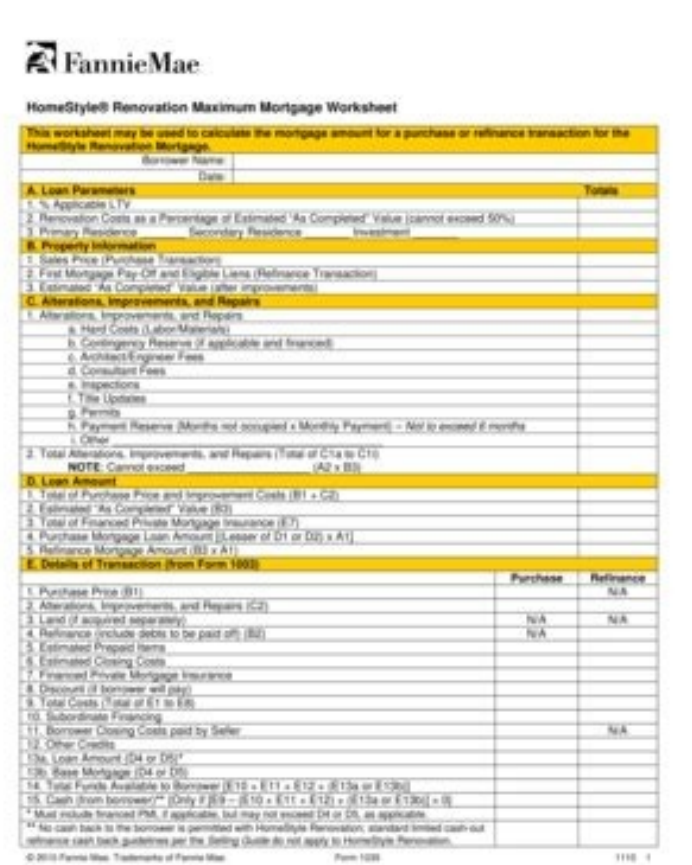 FannieMae
HomeStyle® Renovation Maximum Mortgage Worksheet
This worksheet may be used to calculate the mortgage amount for a purchase or refinance transaction for the
HomeStyle Renovation Mortgage.
Borrower Name:
Date:
A. Loan Parameters Totals
1. % Applicable LTV
2. Renovation Costs as a Percentage of Estimated "As Completed" Value (cannot exceed 50%)
3. Primary Residence ______ Secondary Residence ______ Investment ______
B. Property Information
1. Sales Price (Purchase Transaction)
2. First Mortgage Pay-Off and Eligible Liens (Refinance Transaction)
3. Estimated "As Completed" Value (after improvements)
C. Alterations, Improvements, and Repairs
1. Alterations, Improvements, and Repairs
a. Hard Costs (Labor/Materials)
b. Contingency Reserve (if applicable and financed)
c. Architect/Engineer Fees
d. Consultant Fees
e. Inspections
f. Title Updates
g. Permits
h. Payment Reserve (Months not occupied x Monthly Payment) – Not to exceed 6 months
i. Other ______
2. Total Alterations, Improvements, and Repairs (Total of C1a to C1i)
NOTE: Cannot exceed ______ (A2 x B3)
D. Loan Amount
1. Total of Purchase Price and Improvement Costs (B1 + C2)
2. Estimated "As Completed" Value (B3)
3. Total of Financed Private Mortgage Insurance (E7)
4. Purchase Mortgage Loan Amount [(Lesser of D1 or D2) x A1]
5. Refinance Mortgage Amount (B3 x A1)
E. Details of Transaction (from Form 1003)
Purchase Refinance
1. Purchase Price (B1) N/A
2. Alterations, Improvements, and Repairs (C2)
3. Land (if acquired separately) N/A N/A
4. Refinance (include debts to be paid off) (B2) N/A
5. Estimated Prepaid Items
6. Estimated Closing Costs
7. Financed Private Mortgage Insurance
8. Discount (if borrower will pay)
9. Total Costs (Total of E1 to E8)
10. Subordinate Financing
11. Borrower Closing Costs paid by Seller N/A
12. Other Credits
13a. Loan Amount (D4 or D5)*
13b. Base Mortgage (D4 or D5)
14. Total Funds Available to Borrower [E10 + E11 + E12 + (E13a or E13b)]
15. Cash (from borrower)** [Only if [E9 – (E10 + E11 + E12) + (E13a or E13b)] > 0]
* Must include financed PMI, if applicable, but may not exceed D4 or D5, as applicable.
** No cash back to the borrower is permitted with HomeStyle Renovation; standard limited cash-out
refinance cash back guidelines per the Selling Guide do not apply to HomeStyle Renovation.
© 2010 Fannie Mae. Trademarks of Fannie Mae. Form 1035 1110 1